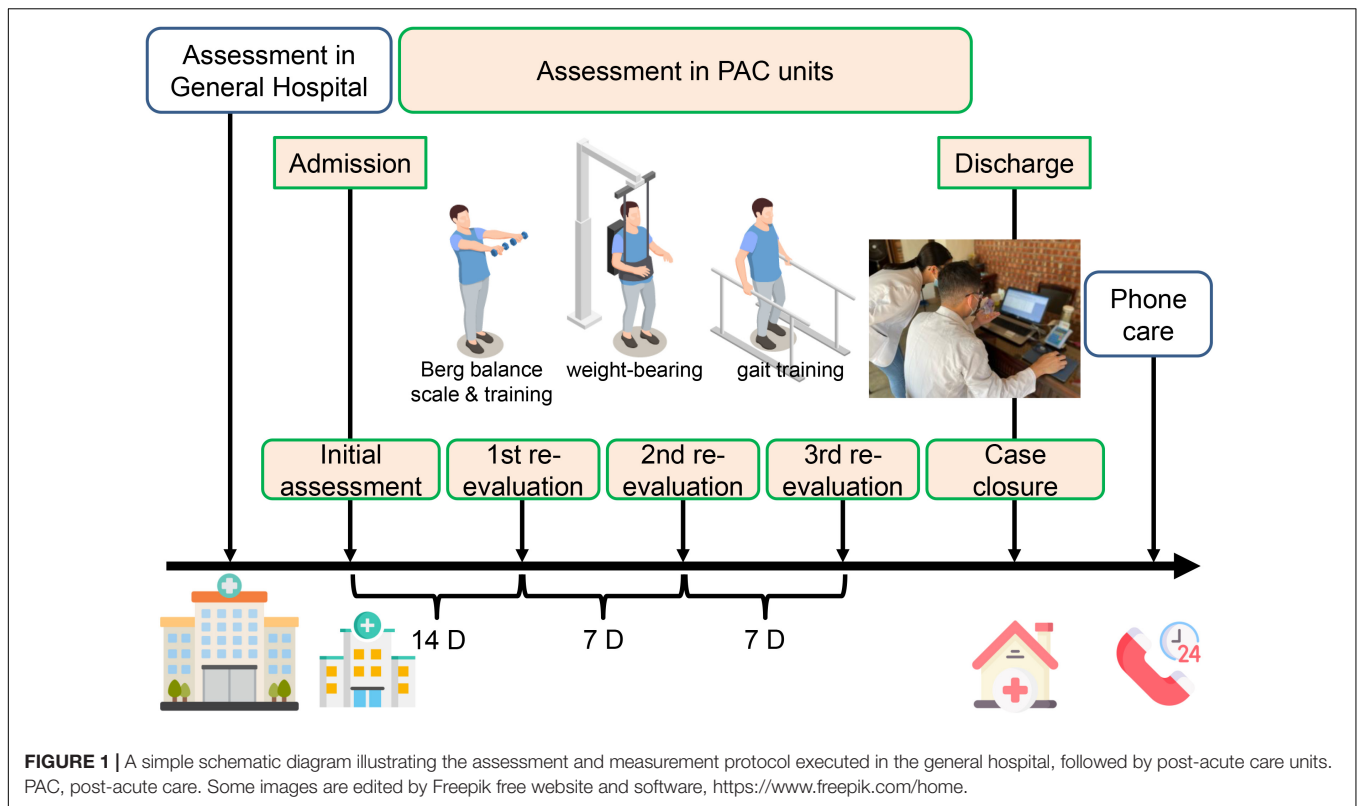 Assessment in
General Hospital
Assessment in PAC units
Admission
Discharge
Phone
care
Berg balance
scale & training
weight-bearing
gait training
Initial
assessment
1st re-
evaluation
2nd re-
evaluation
3rd re-
evaluation
Case
closure
14 D
7 D
7 D
24
FIGURE 1 | A simple schematic diagram illustrating the assessment and measurement protocol executed in the general hospital, followed by post-acute care units.
PAC, post-acute care. Some images are edited by Freepik free website and software, https://www.freepik.com/home.